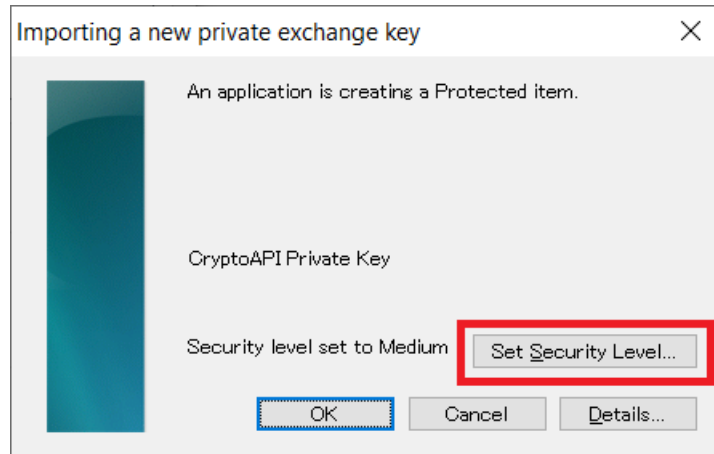 Importing a new private exchange key
An application is creating a Protected item.
CryptoAPI Private Key
Security level set to Medium
Set Security Level...
OK
Cancel
Details...